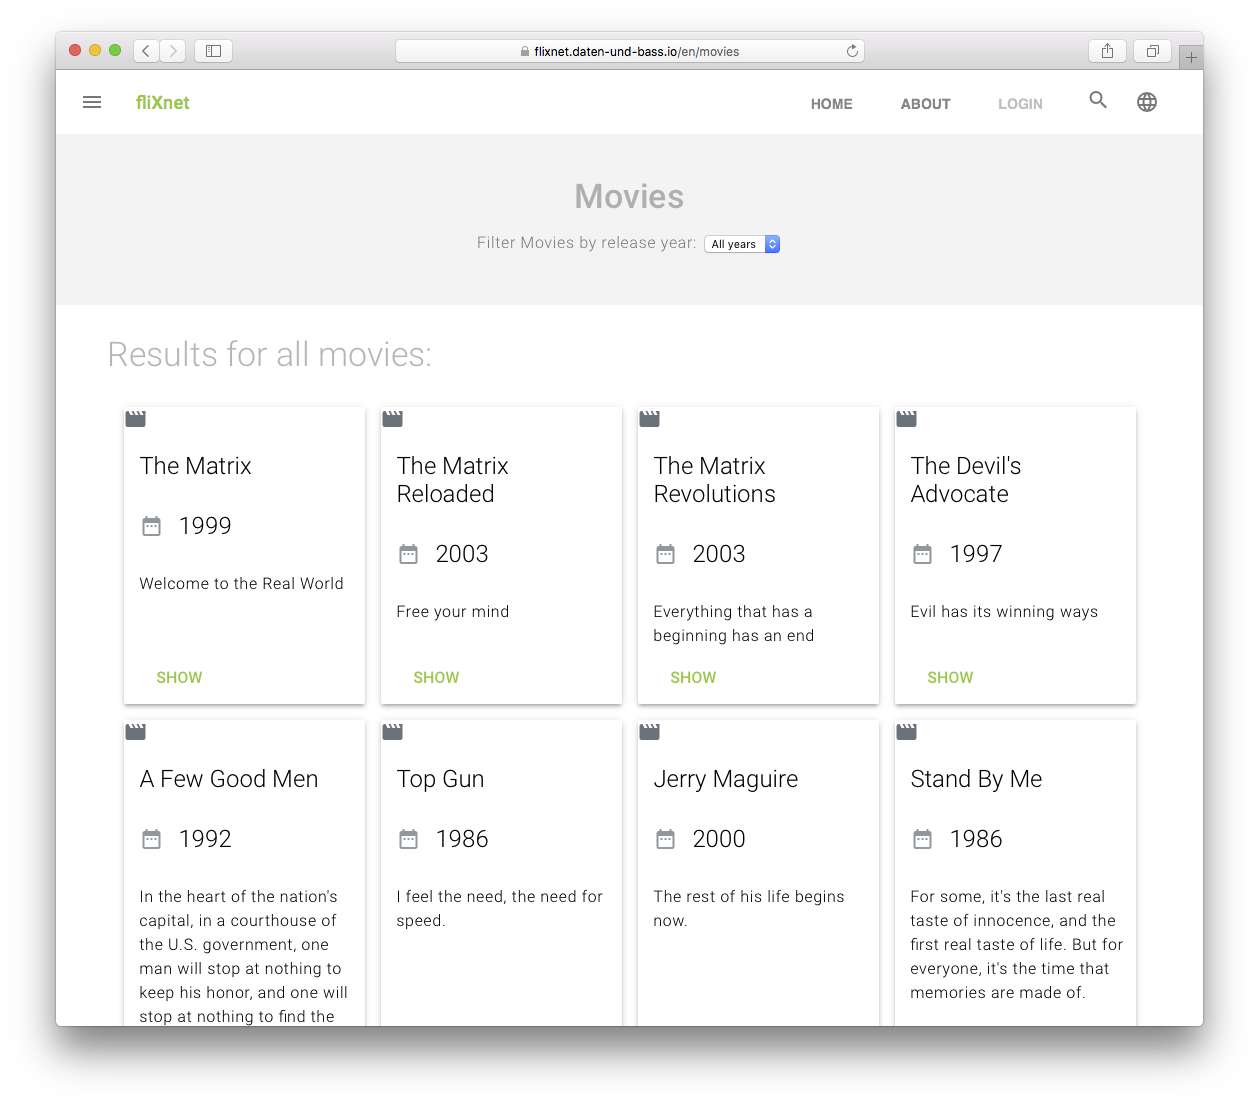 flixnet.daten-und-bass.io/en/movies
fliXnet
HOME
ABOUT
LOGIN
Movies
Filter Movies by release year:
All years
Results for all movies:
The Matrix
1999
Welcome to the Real World
SHOW
The Matrix
Reloaded
2003
Free your mind
SHOW
The Matrix
Revolutions
2003
Everything that has a
beginning has an end
SHOW
The Devil's
Advocate
1997
Evil has its winning ways
SHOW
A Few Good Men
1992
In the heart of the nation's
capital, in a courthouse of
the U.S. government, one
man will stop at nothing to
keep his honor, and one will
stop at nothing to find the
Top Gun
1986
I feel the need, the need for
speed.
Jerry Maguire
2000
The rest of his life begins
now.
Stand By Me
1986
For some, it's the last real
taste of innocence, and the
first real taste of life. But for
everyone, it's the time that
memories are made of.